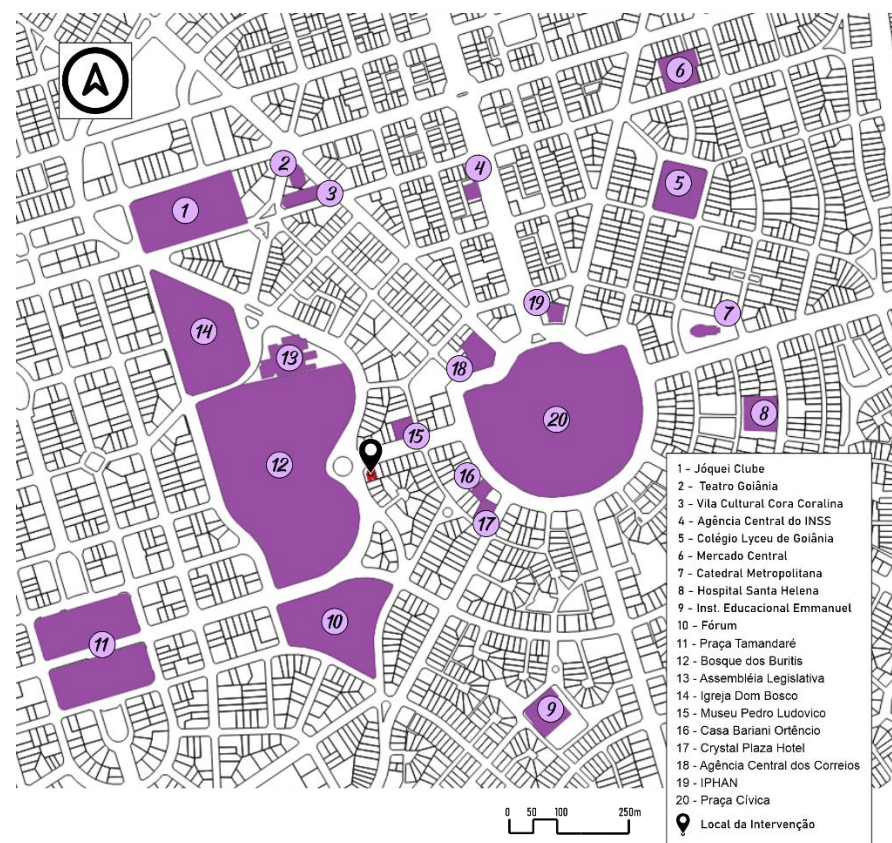 6
2
4
3
5
1
19
7
14
13
18
20
8
15
12
16
17
10
11
9
1 - Jóquei Clube
2 - Teatro Goiânia
3 - Vila Cultural Cora Coralina
4 - Agência Central do INSS
5 - Colégio Lyceu de Goiânia
6 - Mercado Central
7 - Catedral Metropolitana
8 - Hospital Santa Helena
9 - Inst. Educacional Emmanuel
10 - Fórum
11 - Praça Tamandaré
12 - Bosque dos Buritis
13 - Assembléia Legislativa
14 - Igreja Dom Bosco
15 - Museu Pedro Ludovico
16 - Casa Bariani Ortêncio
17 - Crystal Plaza Hotel
18 - Agência Central dos Correios
19 - IPHAN
20 - Praça Cívica
Local da Intervenção
0 50 100 250m